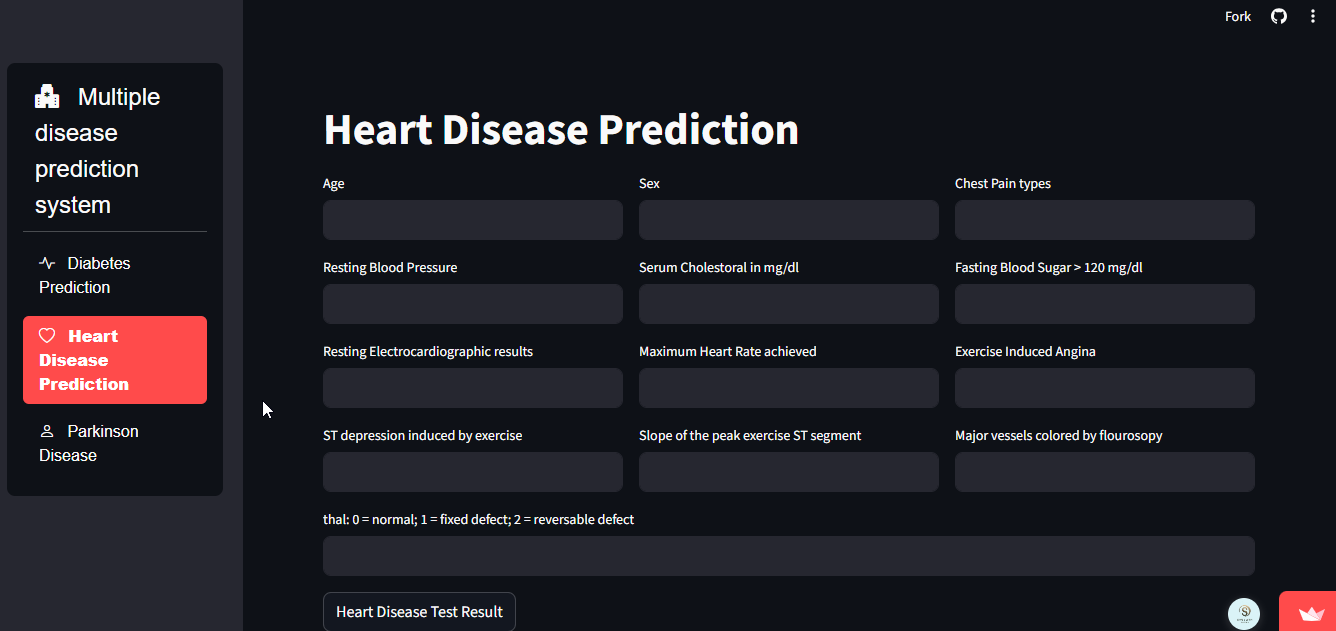 Fork
Multiple
disease
prediction
system
Diabetes
Prediction
Heart
Disease
Prediction
Parkinson
Disease
Heart Disease Prediction
Age
Sex
Chest Pain types
Resting Blood Pressure
Serum Cholestoral in mg/dl
Fasting Blood Sugar > 120 mg/dl
Resting Electrocardiographic results
Maximum Heart Rate achieved
Exercise Induced Angina
ST depression induced by exercise
Slope of the peak exercise ST segment
Major vessels colored by flourosopy
thal: 0 = normal; 1 = fixed defect; 2 = reversable defect
Heart Disease Test Result